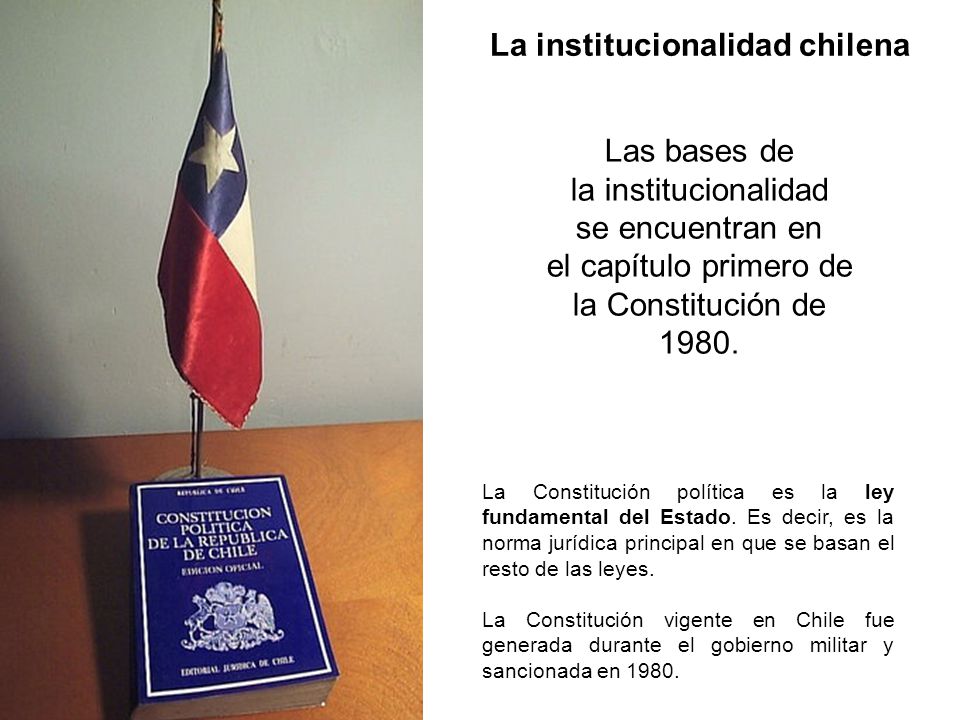 La institucionalidad chilena
Las bases de
la institucionalidad
se encuentran en
el capítulo primero de
la Constitución de
1980.
La Constitución política es la ley
fundamental del Estado. Es decir, es la
norma jurídica principal en que se basan el
resto de las leyes.
La Constitución vigente en Chile fue
generada durante el gobierno militar y
sancionada en 1980.
REPUBLICA DE CHILE
CONSTITUCION
POLITICA
DE LA REPUBLICA
DE CHILE
EDICION OFICIAL
EDITORIAL JURIDICA DE CHILE